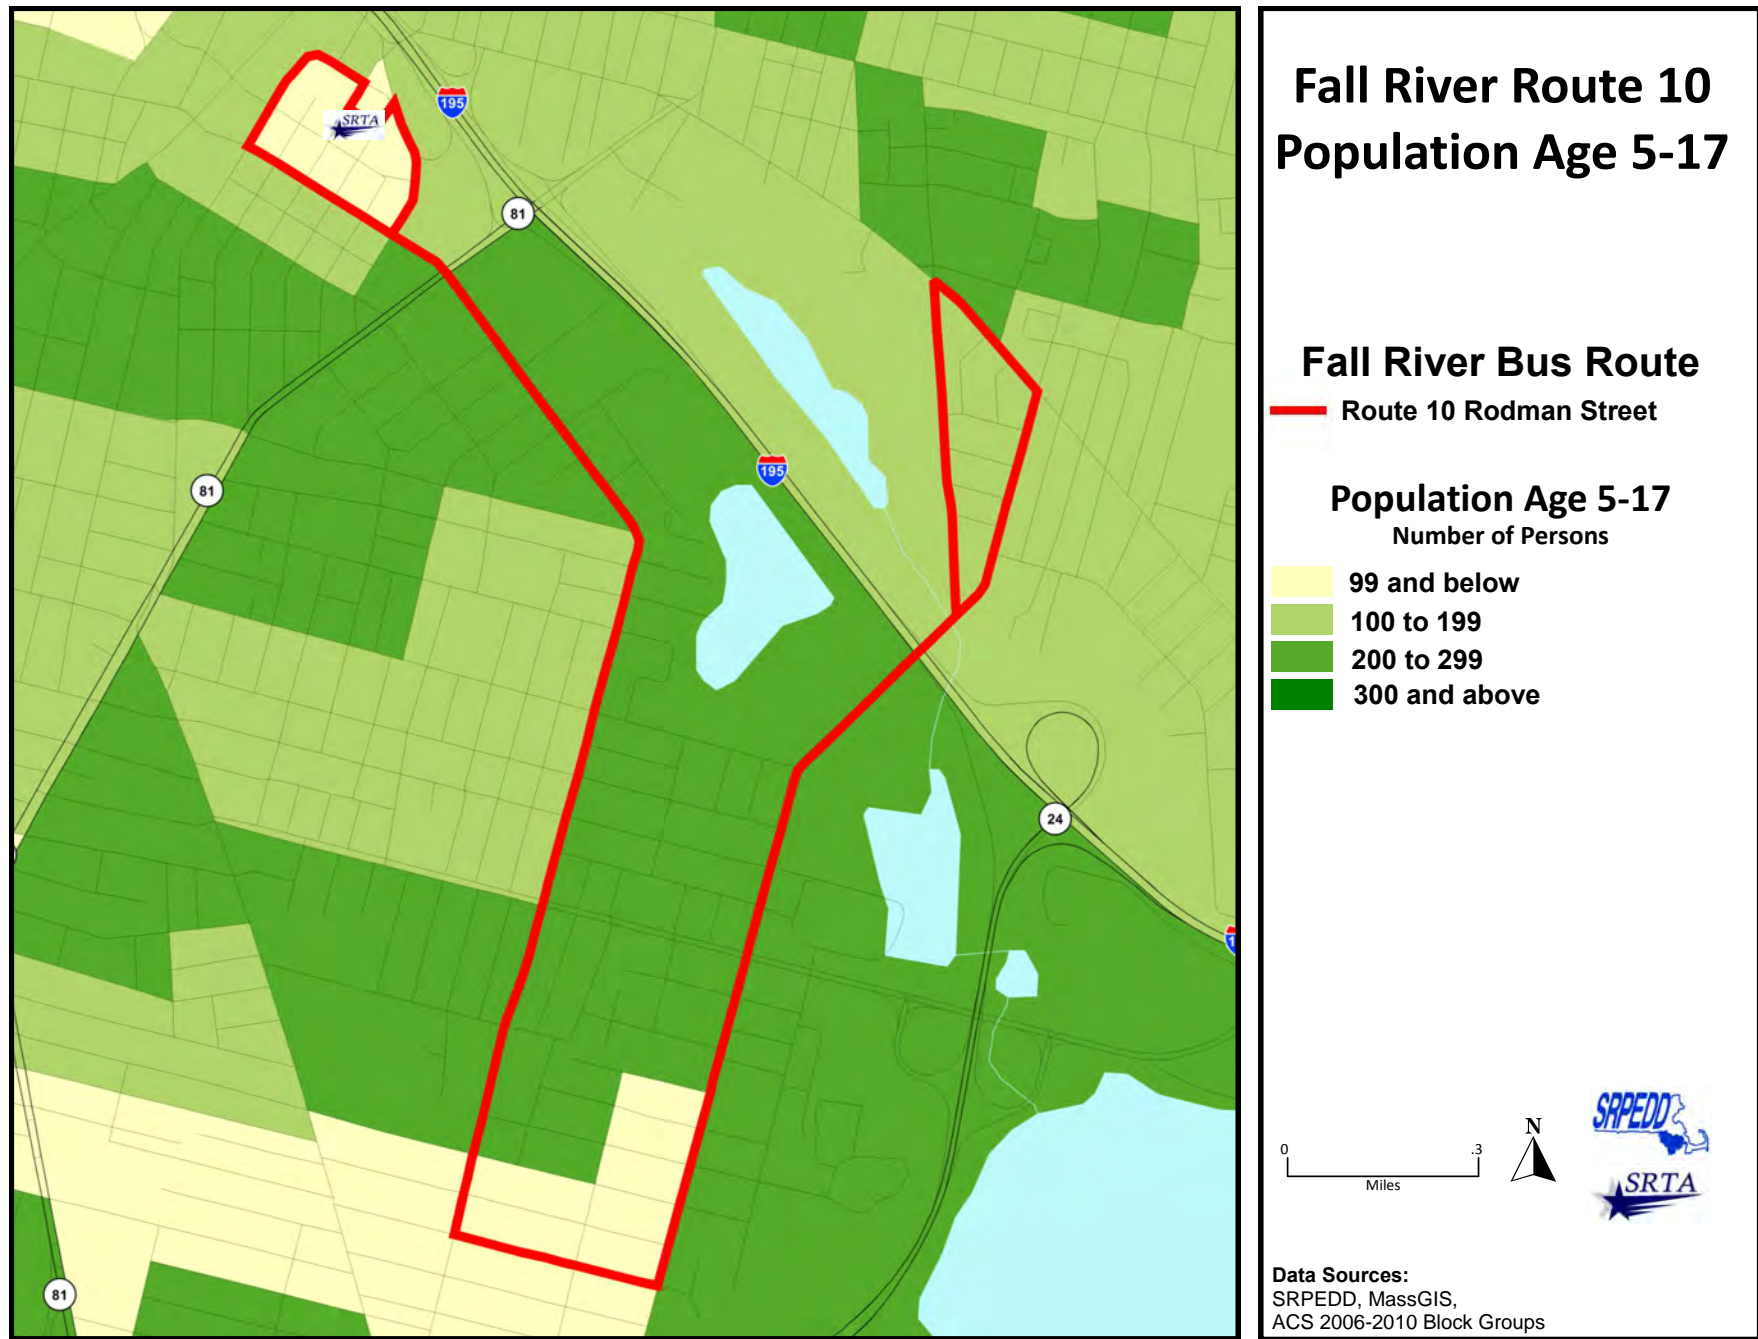 SRTA
195
81
81
195
24
81
Fall River Route 10
Population Age 5-17
Fall River Bus Route
Route 10 Rodman Street
Population Age 5-17
Number of Persons
99 and below
100 to 199
200 to 299
300 and above
0 .3
Miles
N
SRPEDD
SRTA
Data Sources:
SRPEDD, MassGIS,
ACS 2006-2010 Block Groups